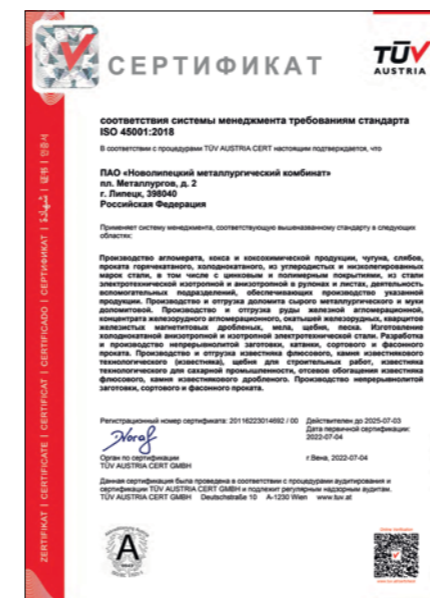 СЕРТИФИКАТ
TÜV
AUSTRIA
соответствия системы менеджмента требованиям стандарта
ISO 45001:2018
В соответствии с процедурами TÜV AUSTRIA CERT настоящим подтверждается, что
ПАО «Новолипецкий металлургический комбинат»
пл. Металлургов, д. 2
г. Липецк, 398040
Российская Федерация
Применяет систему менеджмента, соответствующую вышеназванному стандарту в следующих
областях:
Производство агломерата, кокса и коксохимической продукции, чугуна, слябов,
проката горячекатаного, холоднокатаного, из углеродистых и низколегированных
марок стали, в том числе с цинковым и полимерным покрытиями, из стали
электротехнической изотропной и анизотропной в рулонах и листах, деятельность
вспомогательных подразделений, обеспечивающих производство указанной
продукции. Производство и отгрузка доломита сырого металлургического и муки
доломитовой. Производство и отгрузка руды железной агломерационной,
концентрата железорудного агломерационного, окатышей железорудных, кварцитов
железистых магнетитовых дробленых, мела, щебня, песка. Изготовление
холоднокатаной анизотропной и изотропной электротехнической стали. Разработка
и производство непрерывнолитой заготовки, катанки, сортового и фасонного
проката. Производство и отгрузка известняка флюсового, камня известнякового
технологического (известняка), щебня для строительных работ, известняка
технологического для сахарной промышленности, отсевов обогащения известняка
флюсового, камня известнякового дробленого. Производство непрерывнолитой
заготовки, сортового и фасонного проката.
Регистрационный номер сертификата: 20116223014692 / 00
Действителен до 2025-07-03
Дата первичной сертификации:
2022-07-04
Орган по сертификации
TÜV AUSTRIA CERT GMBH
г.Вена, 2022-07-04
Данная сертификация была проведена в соответствии с процедурами аудитирования и
сертификации TÜV AUSTRIA CERT GMBH и подлежит регулярным надзорным аудитам.
TÜV AUSTRIA CERT GMBH Deutschstraße 10 A-1230 Wien www.tuv.at
A
ZERTIFIKAT | CERTIFICATE | CERTIFICAT | CERTIFICADO | СЕРТИФИКАТ | شهادة | 证书 | 인증서